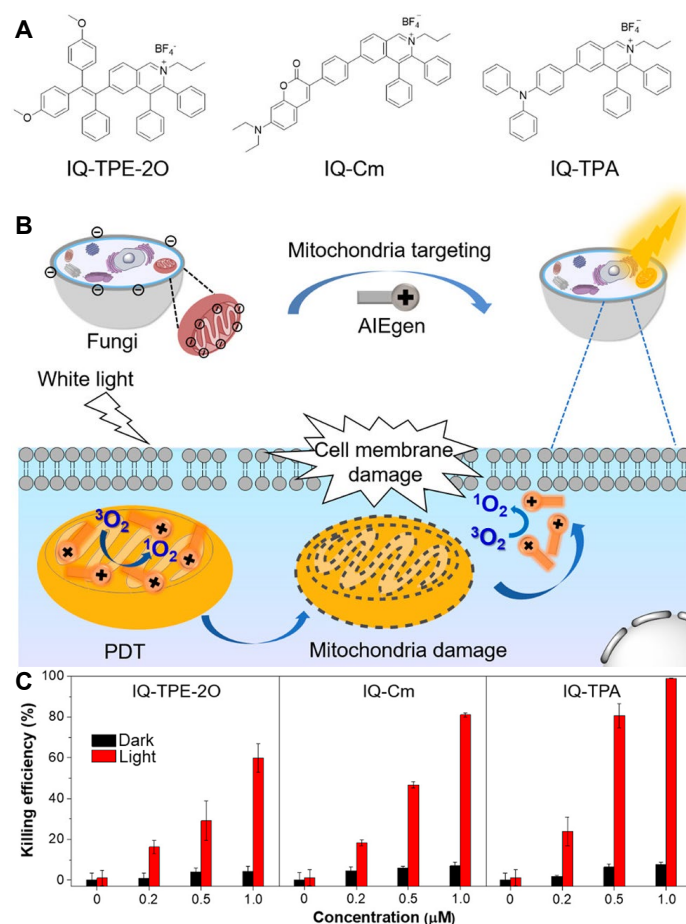 A
O
BF4−
N+
O
IQ-TPE-2O
BF4−
N+
O
O
N
IQ-Cm
BF4−
N+
N
IQ-TPA
B
Fungi
Mitochondria targeting
AIEgen
White light
Cell membrane
damage
3O2
1O2
1O2
3O2
PDT
Mitochondria damage
C
IQ-TPE-2O
IQ-Cm
IQ-TPA
Dark
Light
Killing efficiency (%)
100
80
60
40
20
0
0 0.2 0.5 1.0 0 0.2 0.5 1.0 0 0.2 0.5 1.0
Concentration (μM)